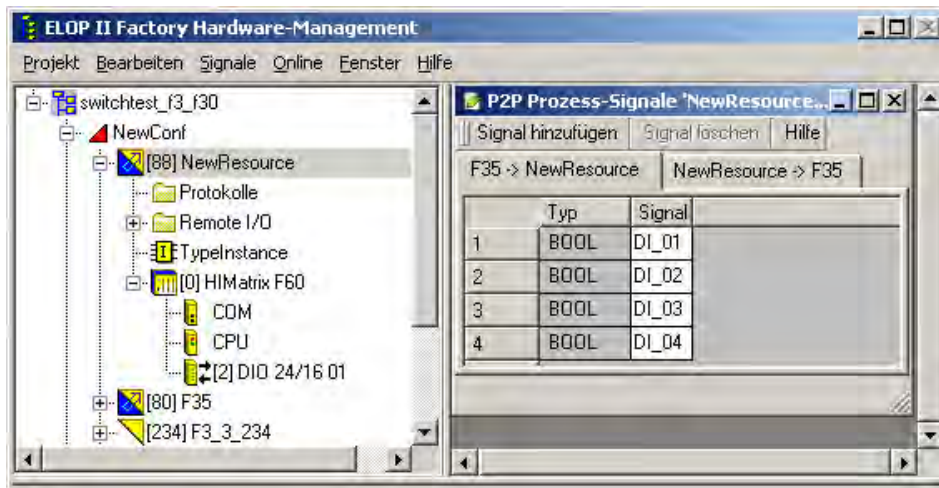 ELOP II Factory Hardware-Management
Projekt Bearbeiten Signale Online Fenster Hilfe
switchtest_f3_f30
NewConf
[88] NewResource
Protokolle
Remote I/O
TypeInstance
[0] HIMatrix F60
COM
CPU
[2] DIO 24/16 01
[80] F35
[234] F3_3_234
P2P Prozess-Signale 'NewResource...
Signal hinzufügen Signal löschen Hilfe
F35 -> NewResource NewResource -> F35
Typ Signal
1 BOOL DI_01
2 BOOL DI_02
3 BOOL DI_03
4 BOOL DI_04